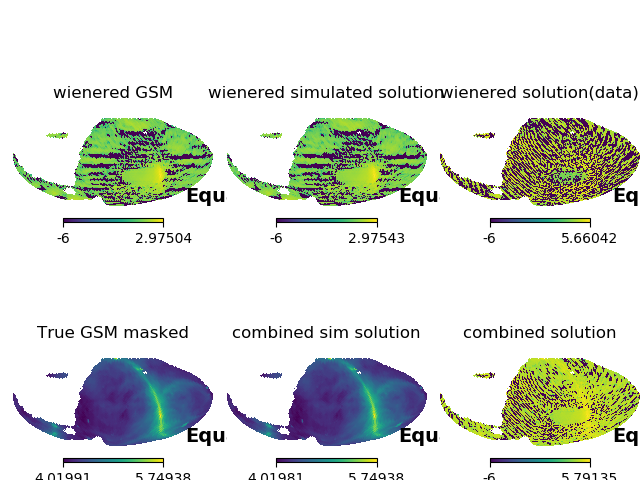 wienered GSM
wienered simulated solution
wienered solution(data)
Equ
Equ
Eq
-6 2.97504
-6 2.97543
-6 5.66042
True GSM masked
combined sim solution
combined solution
Equ
Equ
Eq
4.01991 5.74938
4.01981 5.74938
-6 5.79135